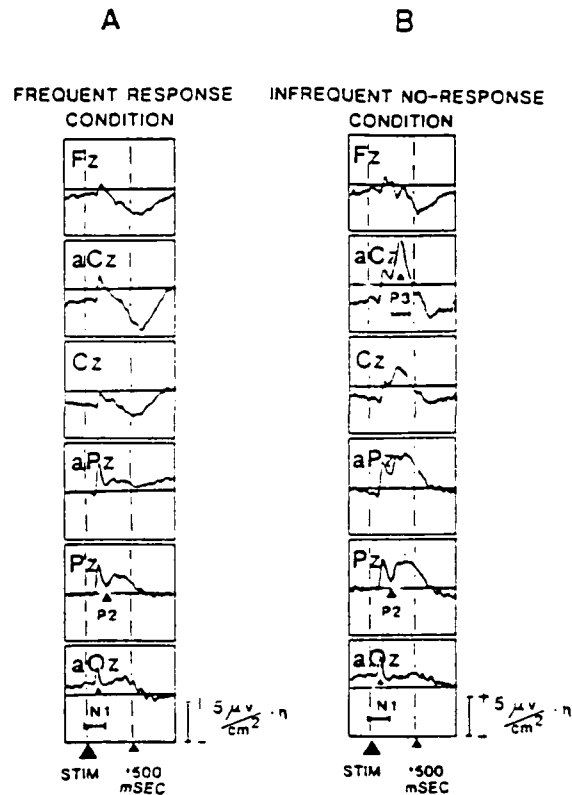 A
B
FREQUENT RESPONSE
CONDITION
INFREQUENT NO-RESPONSE
CONDITION
Fz
aCz
Cz
aPz
Pz
P2
aOz
N1
5 μv/cm² · η
STIM
+500
mSEC
Fz
aCz
P3
Cz
aPz
Pz
P2
aOz
N1
5 μv/cm² · η
STIM
+500
mSEC